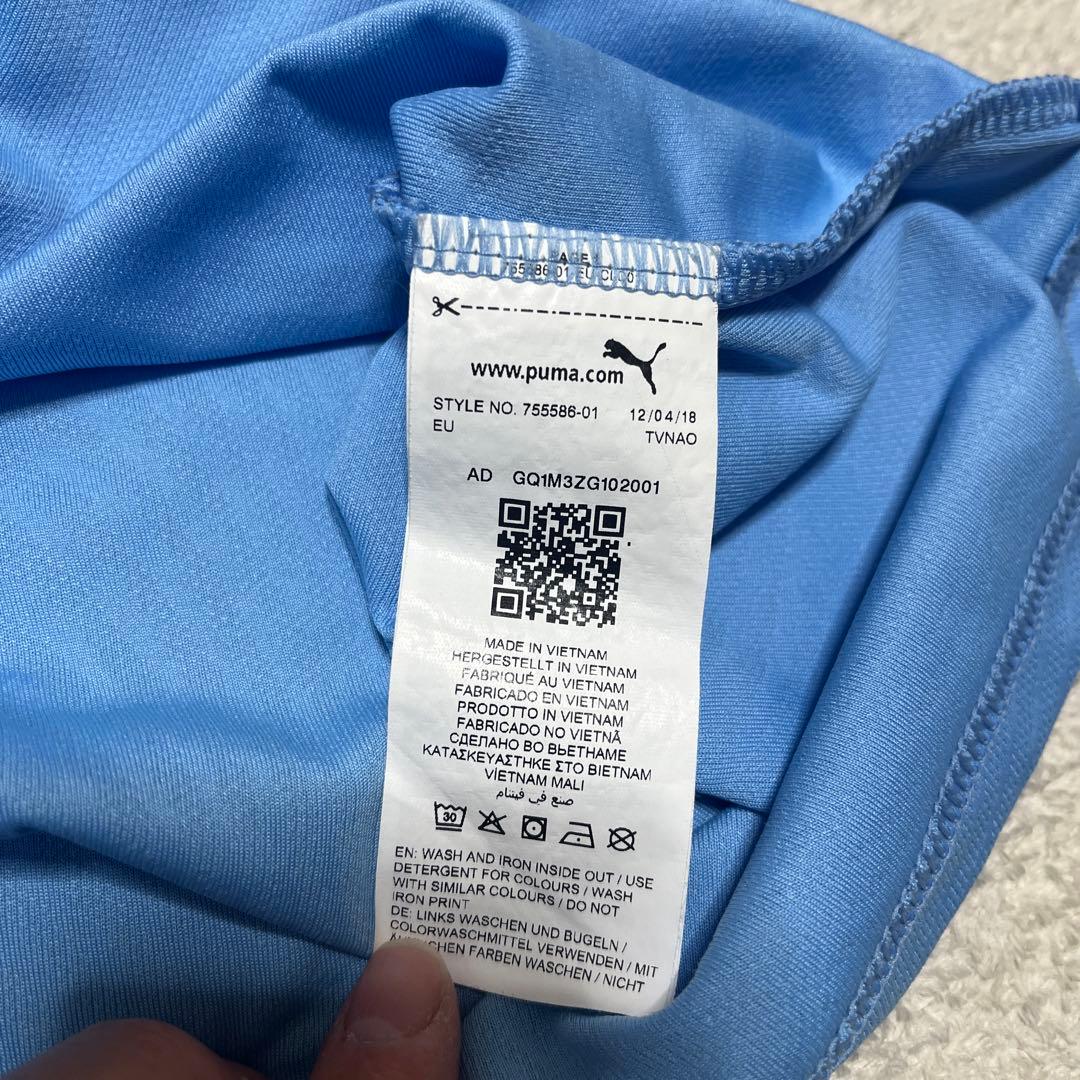 www.puma.com
STYLE NO. 755586-01 12/04/18
EU TVNAO
AD GQ1M3ZG102001
MADE IN VIETNAM
HERGESTELLT IN VIETNAM
FABRIQUÉ AU VIETNAM
FABRICADO EN VIETNAM
PRODOTTO IN VIETNAM
FABRICADO NO VIETNÃ
СДЕЛАНО ВО ВЬЕТНАМЕ
ΚΑΤΑΣΚΕΥΑΣΤΗΚΕ ΣΤΟ ΒΙΕΤΝΑΜ
VİETNAM MALI
صنع في فيتنام
30
EN: WASH AND IRON INSIDE OUT / USE
DETERGENT FOR COLOURS / WASH
WITH SIMILAR COLOURS / DO NOT
IRON PRINT
DE: LINKS WASCHEN UND BUGELN /
COLORWASCHMITTEL VERWENDEN / MIT
FARBEN WASCHEN / NICHT